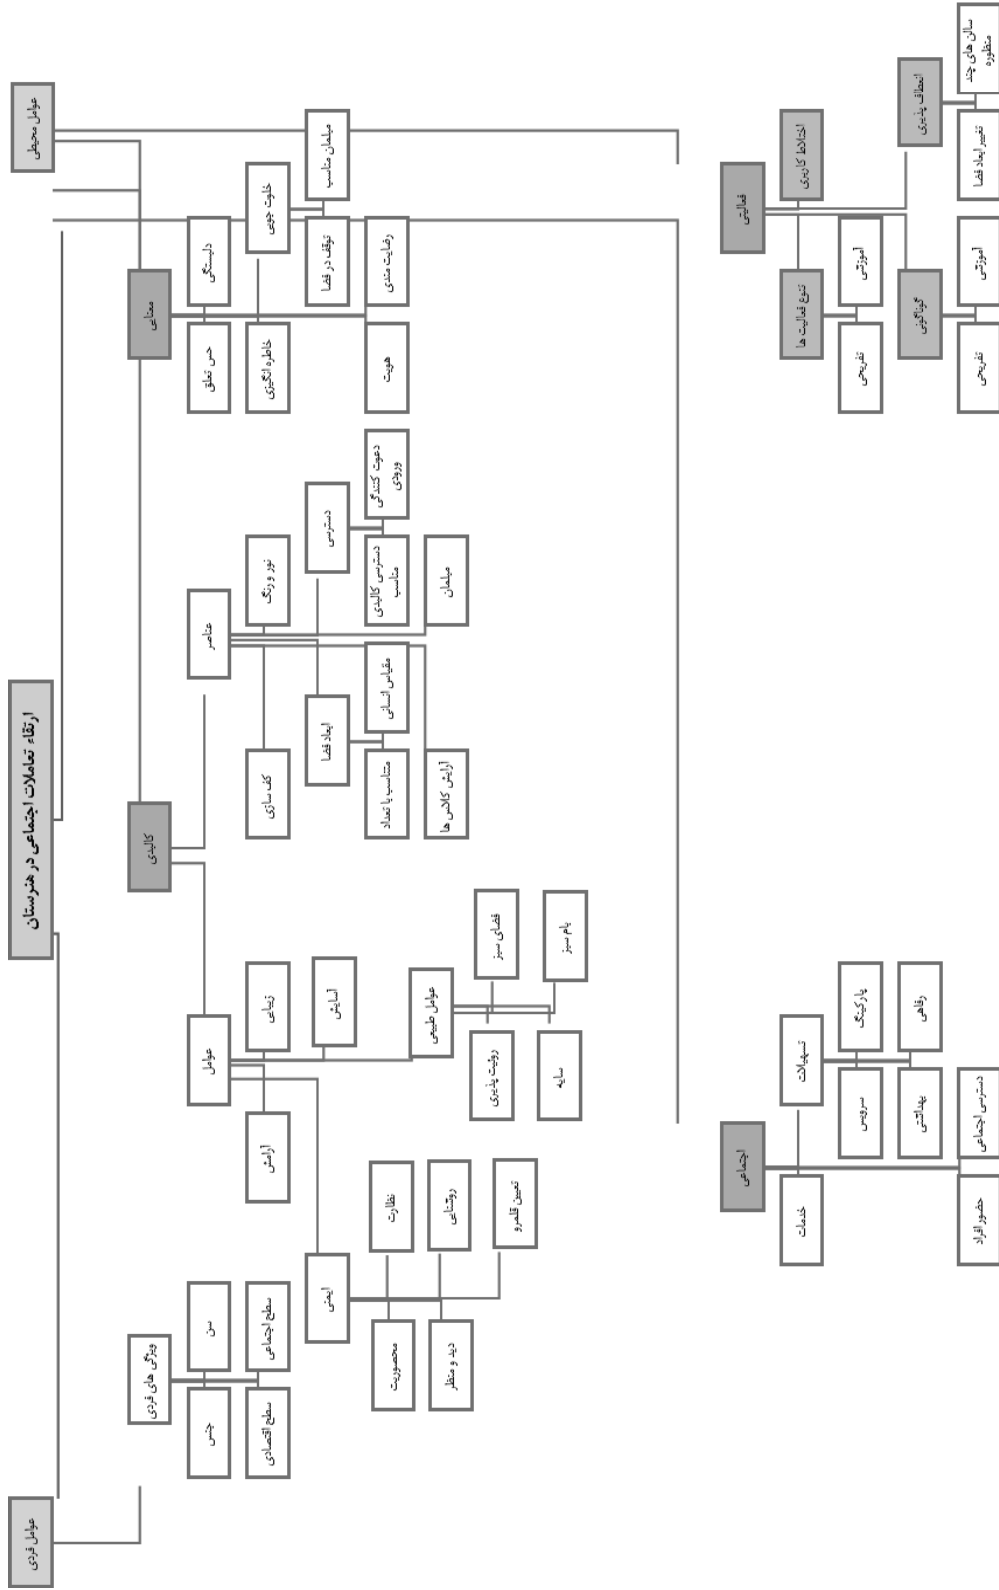 ارتقاء تعاملات اجتماعی در هنرستان
عوامل محیطی
عوامل فردی
معنایی
کالبدی
ویژگی های فردی
دلبستگی
حس تعلق
خلوت جویی
خاطره انگیزی
مبلمان مناسب
توقف در فضا
رضایت مندی
هویت
عناصر
نور و رنگ
کف سازی
دسترسی
ابعاد فضا
دعوت کنندگی
ورودی
دسترسی کالبدی
مناسب
مقیاس انسانی
متناسب با تعداد
مبلمان
آرایش کلاس ها
عوامل
زیبایی
آرامش
آسایش
ایمنی
عوامل طبیعی
فضای سبز
رؤیت پذیری
بام سبز
سایه
نظارت
محصوریت
روشنایی
دید و منظر
تعیین قلمرو
سن
جنس
سطح اجتماعی
سطح اقتصادی
فعالیتی
اختلاط کاربری
تنوع فعالیت ها
آموزشی
تفریحی
انعطاف پذیری
گوناگونی
سالن های چند
منظوره
تغییر ابعاد فضا
آموزشی
تفریحی
اجتماعی
تسهیلات
خدمات
پارکینگ
سرویس
رفاهی
بهداشتی
دسترسی اجتماعی
حضور افراد